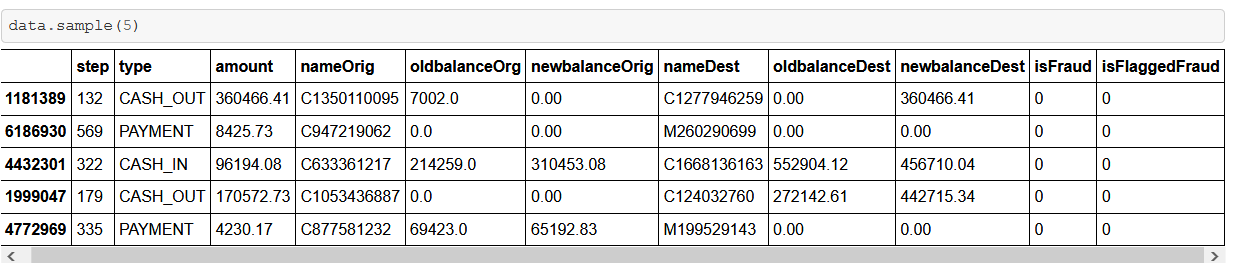 data.sample(5)
step type amount nameOrig oldbalanceOrg newbalanceOrig nameDest oldbalanceDest newbalanceDest isFraud isFlaggedFraud
1181389 132 CASH_OUT 360466.41 C1350110095 7002.0 0.00 C1277946259 0.00 360466.41 0 0
6186930 569 PAYMENT 8425.73 C947219062 0.0 0.00 M260290699 0.00 0.00 0 0
4432301 322 CASH_IN 96194.08 C633361217 214259.0 310453.08 C1668136163 552904.12 456710.04 0 0
1999047 179 CASH_OUT 170572.73 C1053436887 0.0 0.00 C124032760 272142.61 442715.34 0 0
4772969 335 PAYMENT 4230.17 C877581232 69423.0 65192.83 M199529143 0.00 0.00 0 0